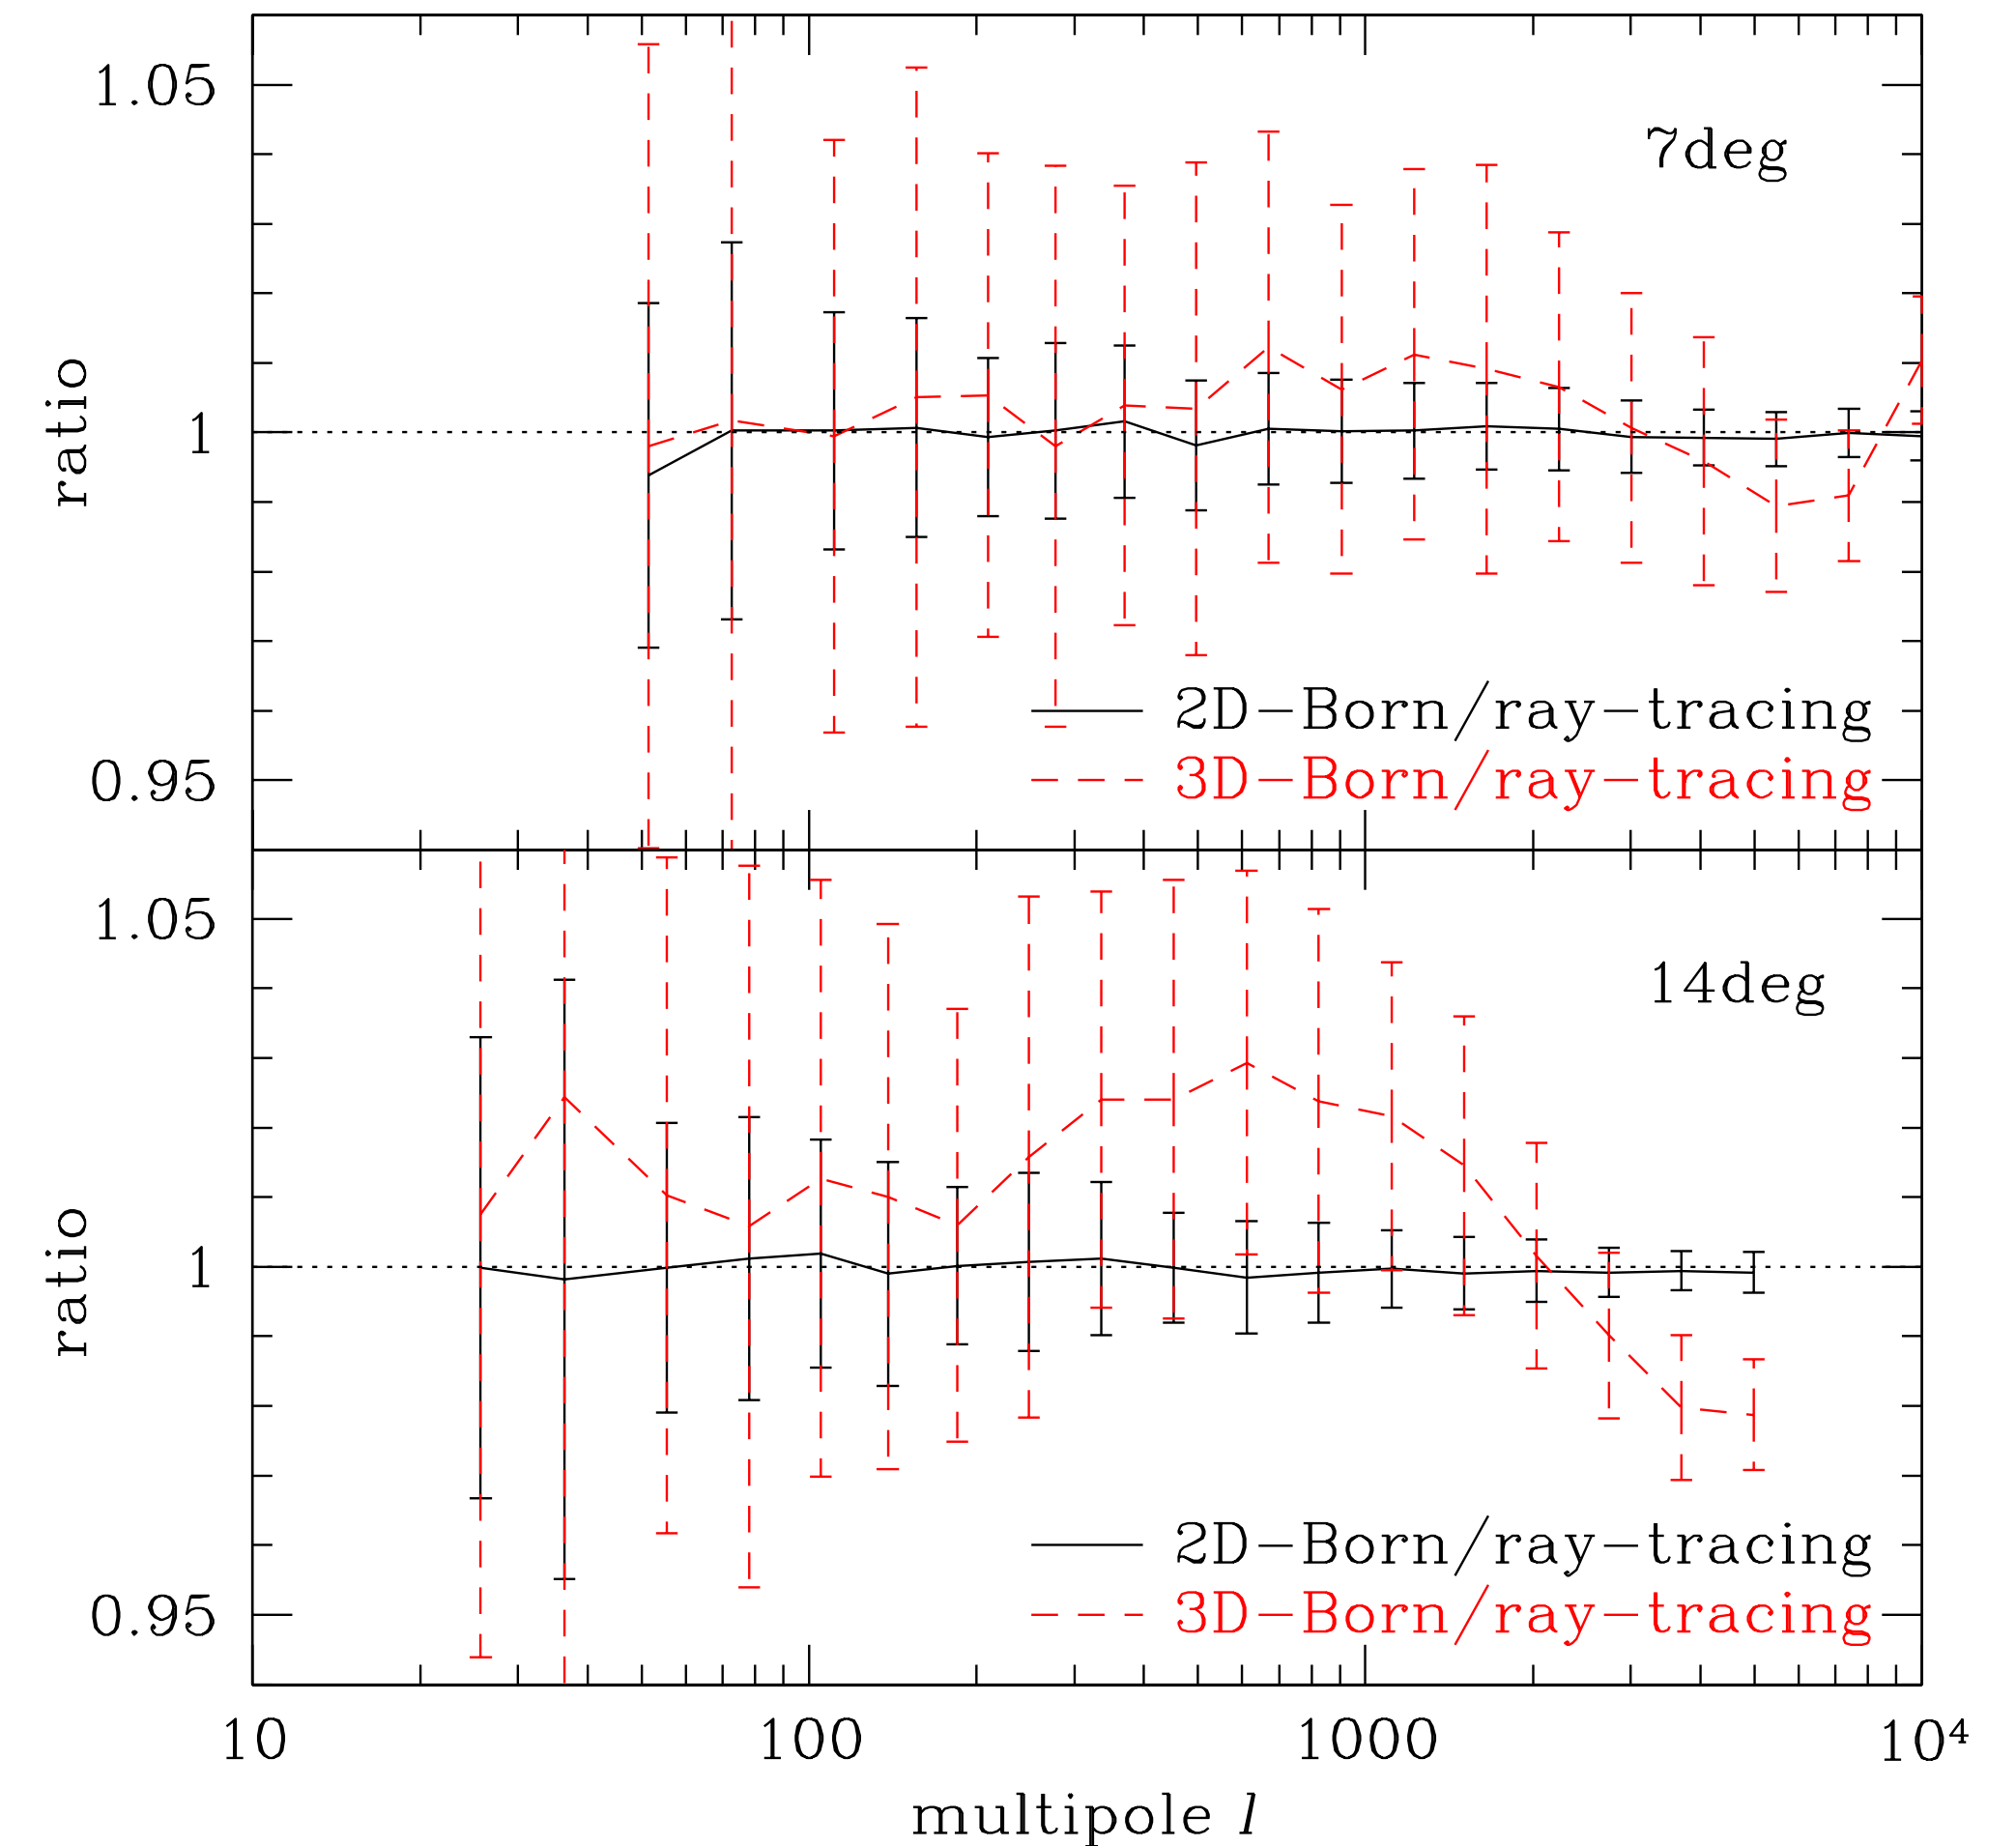 1.05
7deg
ratio
1
2D-Born/ray-tracing
0.95
3D-Born/ray-tracing
1.05
14deg
ratio
1
2D-Born/ray-tracing
0.95
3D-Born/ray-tracing
10 100 1000 10⁴
multipole l